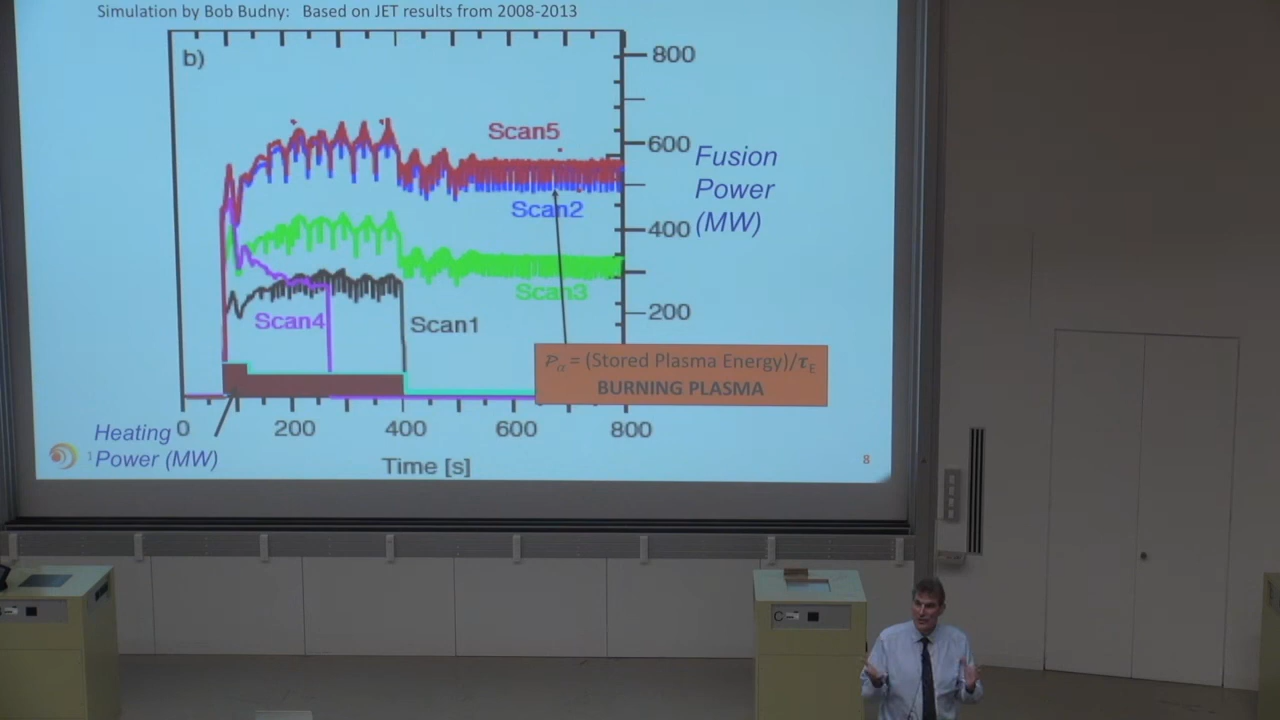 Simulation by Bob Budny: Based on JET results from 2008-2013
b)
800
Scan5
600
Fusion
Power
(MW)
Scan2
400
Scan3
Scan4
Scan1
200
𝒫α = (Stored Plasma Energy)/τE
BURNING PLASMA
0
200
400
600
800
Heating
Power (MW)
Time [s]
8